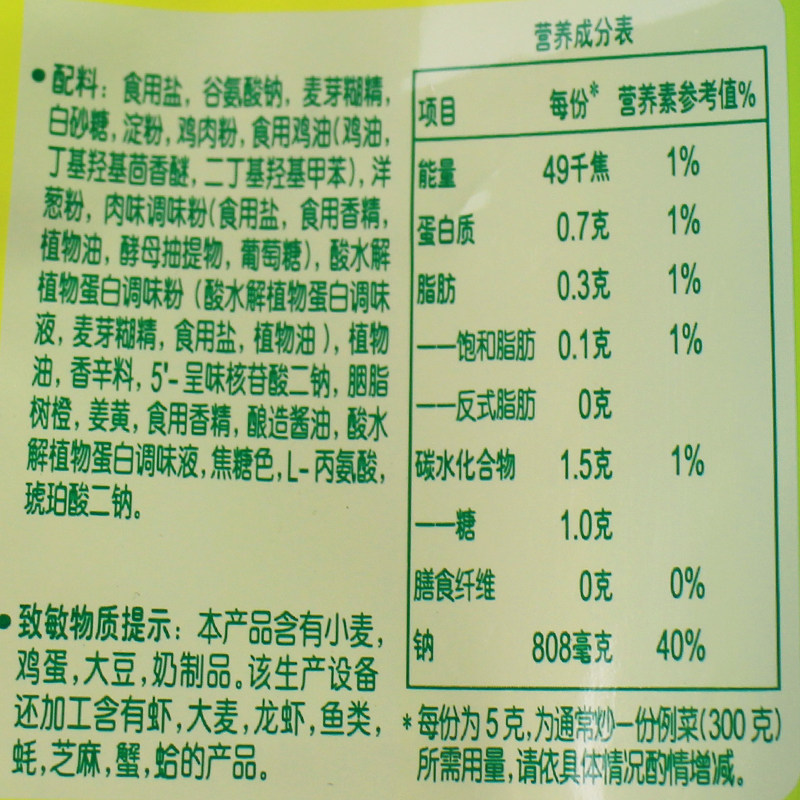 ● 配料：食用盐，谷氨酸钠，麦芽糊精，
白砂糖，淀粉，鸡肉粉，食用鸡油(鸡油，
丁基羟基茴香醚，二丁基羟基甲苯)，洋
葱粉，肉味调味粉(食用盐，食用香精，
植物油，酵母抽提物，葡萄糖)，酸水解
植物蛋白调味粉（酸水解植物蛋白调味
液，麦芽糊精，食用盐，植物油），植物
油，香辛料，5'-呈味核苷酸二钠，胭脂
树橙，姜黄，食用香精，酿造酱油，酸水
解植物蛋白调味液，焦糖色，L-丙氨酸，
琥珀酸二钠。
● 致敏物质提示：本产品含有小麦，
鸡蛋，大豆，奶制品。该生产设备
还加工含有虾，大麦，龙虾，鱼类，
蚝，芝麻，蟹，蛤的产品。
营养成分表
项目 每份* 营养素参考值%
能量 49千焦 1%
蛋白质 0.7克 1%
脂肪 0.3克 1%
——饱和脂肪 0.1克 1%
——反式脂肪 0克
碳水化合物 1.5克 1%
——糖 1.0克
膳食纤维 0克 0%
钠 808毫克 40%
*每份为5克，为通常炒一份例菜(300克)
所需用量，请依具体情况酌情增减。